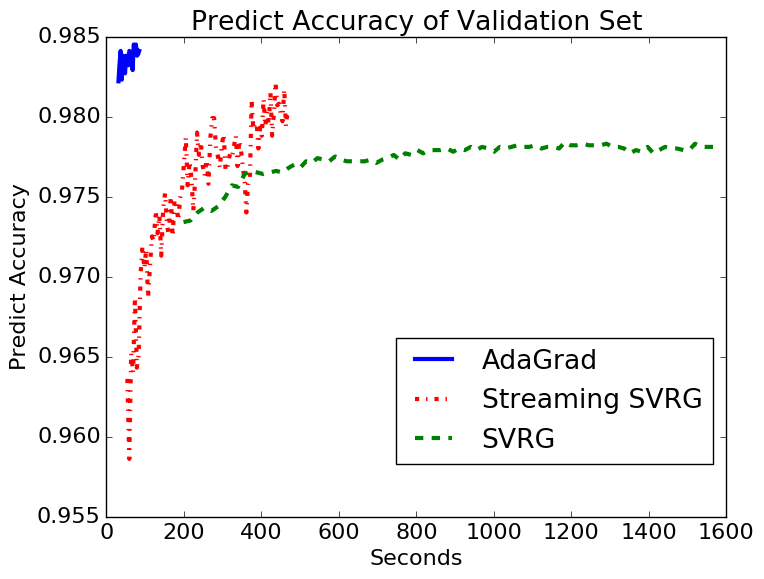 Predict Accuracy of Validation Set
Predict Accuracy
0.985
0.980
0.975
0.970
0.965
0.960
0.955
AdaGrad
Streaming SVRG
SVRG
0 200 400 600 800 1000 1200 1400 1600
Seconds